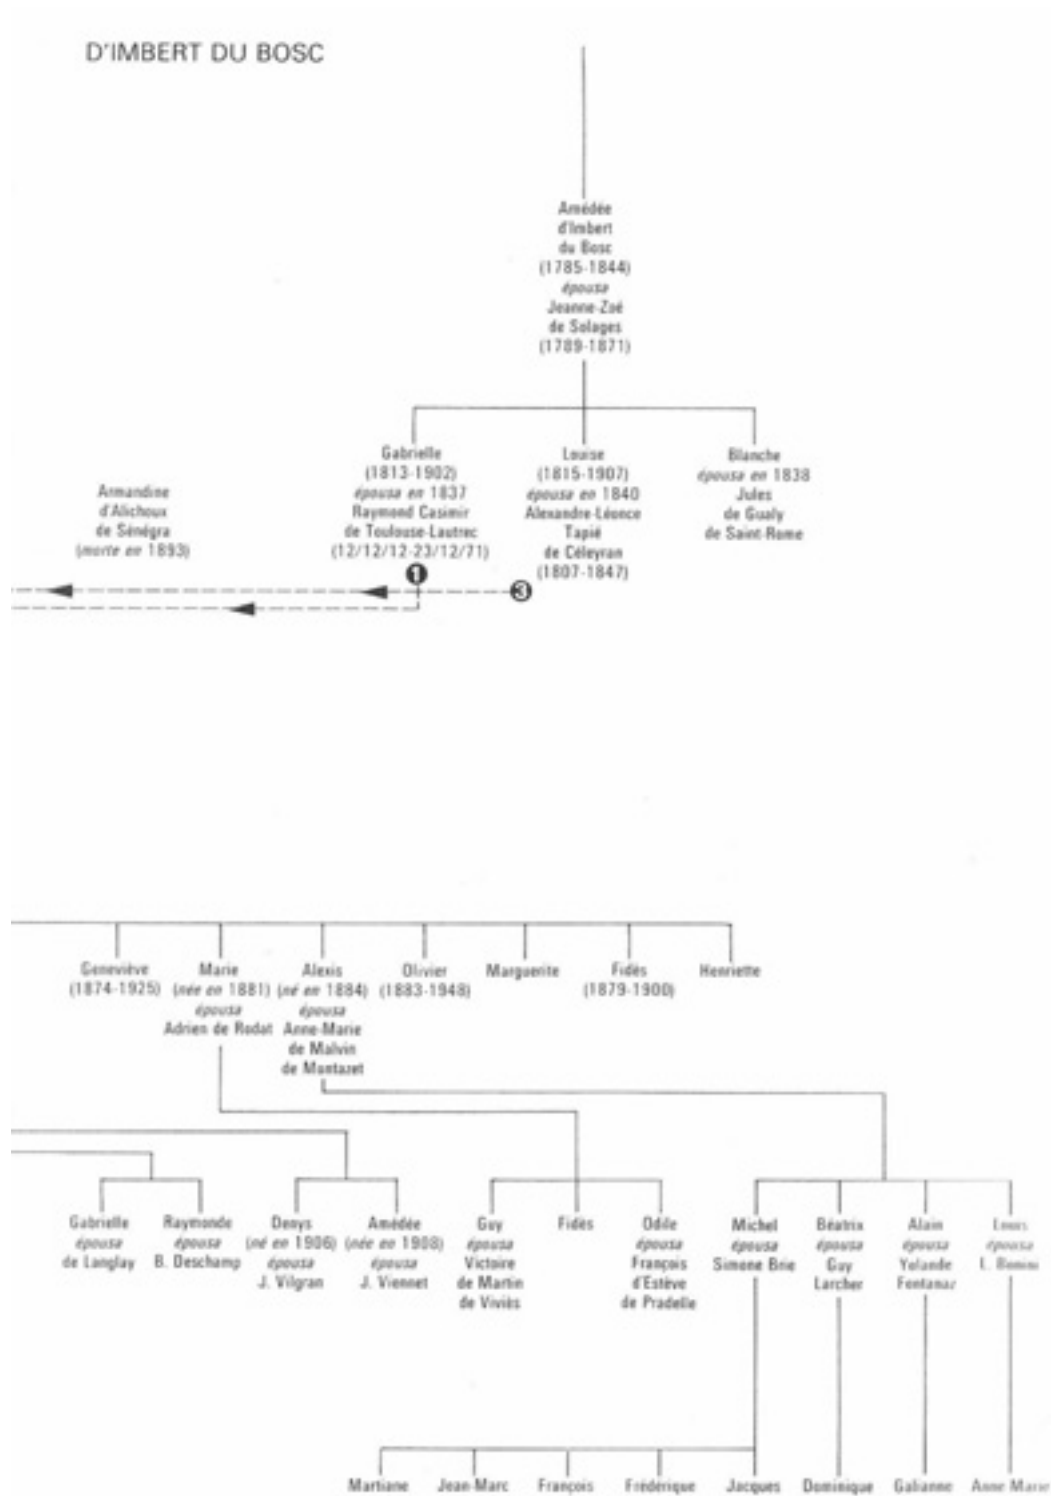 D'IMBERT DU BOSC
Amédée
d'Imbert
du Bosc
(1785-1844)
épousa
Jeanne-Zoé
de Solages
(1789-1871)
Gabrielle
(1813-1902)
épousa en 1837
Raymond Casimir
de Toulouse-Lautrec
(12/12/12-23/12/71)
Louise
(1815-1907)
épousa en 1840
Alexandre-Léonce
Tapié
de Céleyran
(1807-1847)
Blanche
épousa en 1838
Jules
de Gualy
de Saint-Rome
Armandine
d'Alichoux
de Sénégra
(morte en 1893)
1
3
Geneviève
(1874-1925)
Marie
(née en 1881)
épousa
Adrien de Rodat
Alexis
(né en 1884)
épousa
Anne-Marie
de Malvin
de Montazet
Olivier
(1883-1948)
Marguerite
Fidès
(1879-1900)
Henriette
Gabrielle
épousa
de Langlay
Raymonde
épousa
B. Deschamp
Denys
(né en 1906)
épousa
J. Vilgran
Amédée
(née en 1908)
épousa
J. Viennet
Guy
épousa
Victoire
de Martin
de Viviès
Fidès
Odile
épousa
François
d'Estève
de Pradelle
Michel
épousa
Simone Brie
Béatrix
épousa
Guy
Larcher
Alain
épousa
Yolande
Fontanaz
Louis
épousa
Martiane
Jean-Marc
François
Frédérique
Jacques
Dominique
Galianne
Anne Marie